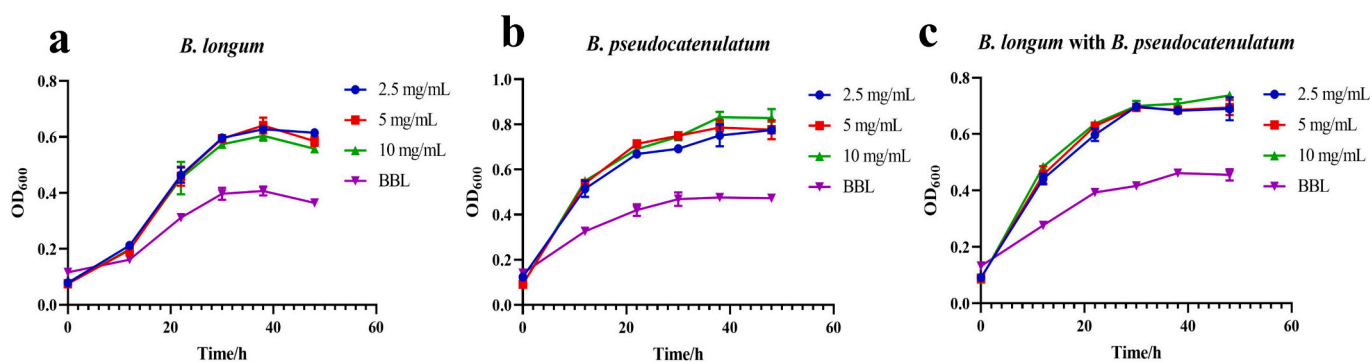 a
B. longum
0.8
0.6
0.4
0.2
0.0
OD600
0
20
40
60
Time/h
2.5 mg/mL
5 mg/mL
10 mg/mL
BBL
b
B. pseudocatenulatum
1.0
0.8
0.6
0.4
0.2
0.0
OD600
0
20
40
60
Time/h
2.5 mg/mL
5 mg/mL
10 mg/mL
BBL
c
B. longum with B. pseudocatenulatum
0.8
0.6
0.4
0.2
0.0
OD600
0
20
40
60
Time/h
2.5 mg/mL
5 mg/mL
10 mg/mL
BBL